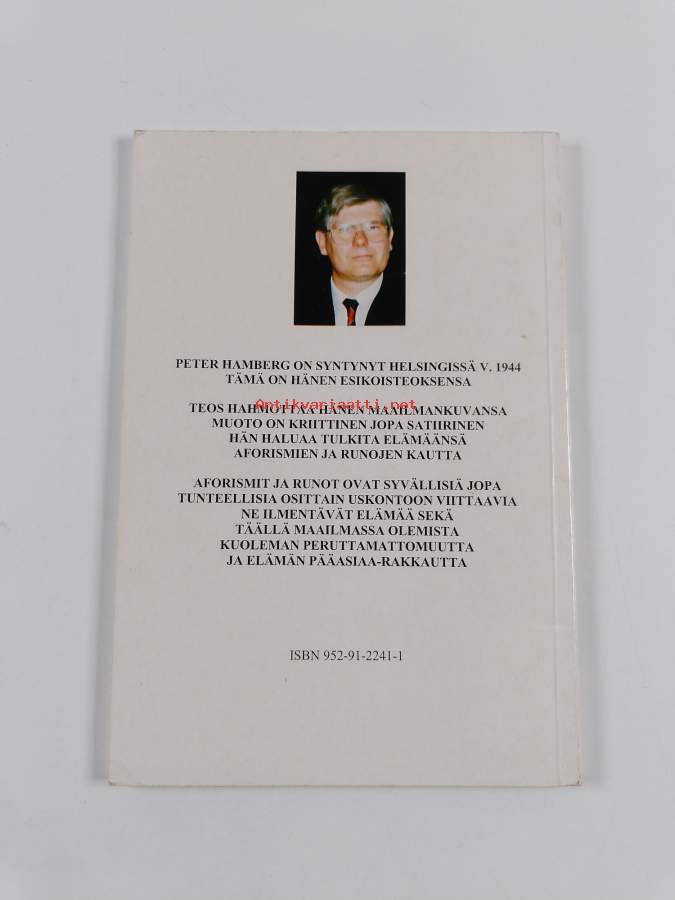 PETER HAMBERG ON SYNTYNYT HELSINGISSÄ V. 1944
TÄMÄ ON HÄNEN ESIKOISTEOKSENSA
Antikvariaatti.net
TEOS HAHMOTTAA HÄNEN MAAILMANKUVANSA
MUOTO ON KRIITTINEN JOPA SATIIRINEN
HÄN HALUAA TULKITA ELÄMÄÄNSÄ
AFORISMIEN JA RUNOJEN KAUTTA
AFORISMIT JA RUNOT OVAT SYVÄLLISIÄ JOPA
TUNTEELLISIA OSITTAIN USKONTOON VIITTAAVIA
NE ILMENTÄVÄT ELÄMÄÄ SEKÄ
TÄÄLLÄ MAAILMASSA OLEMISTA
KUOLEMAN PERUTTAMATTOMUUTTA
JA ELÄMÄN PÄÄASIAA-RAKKAUTTA
ISBN 952-91-2241-1